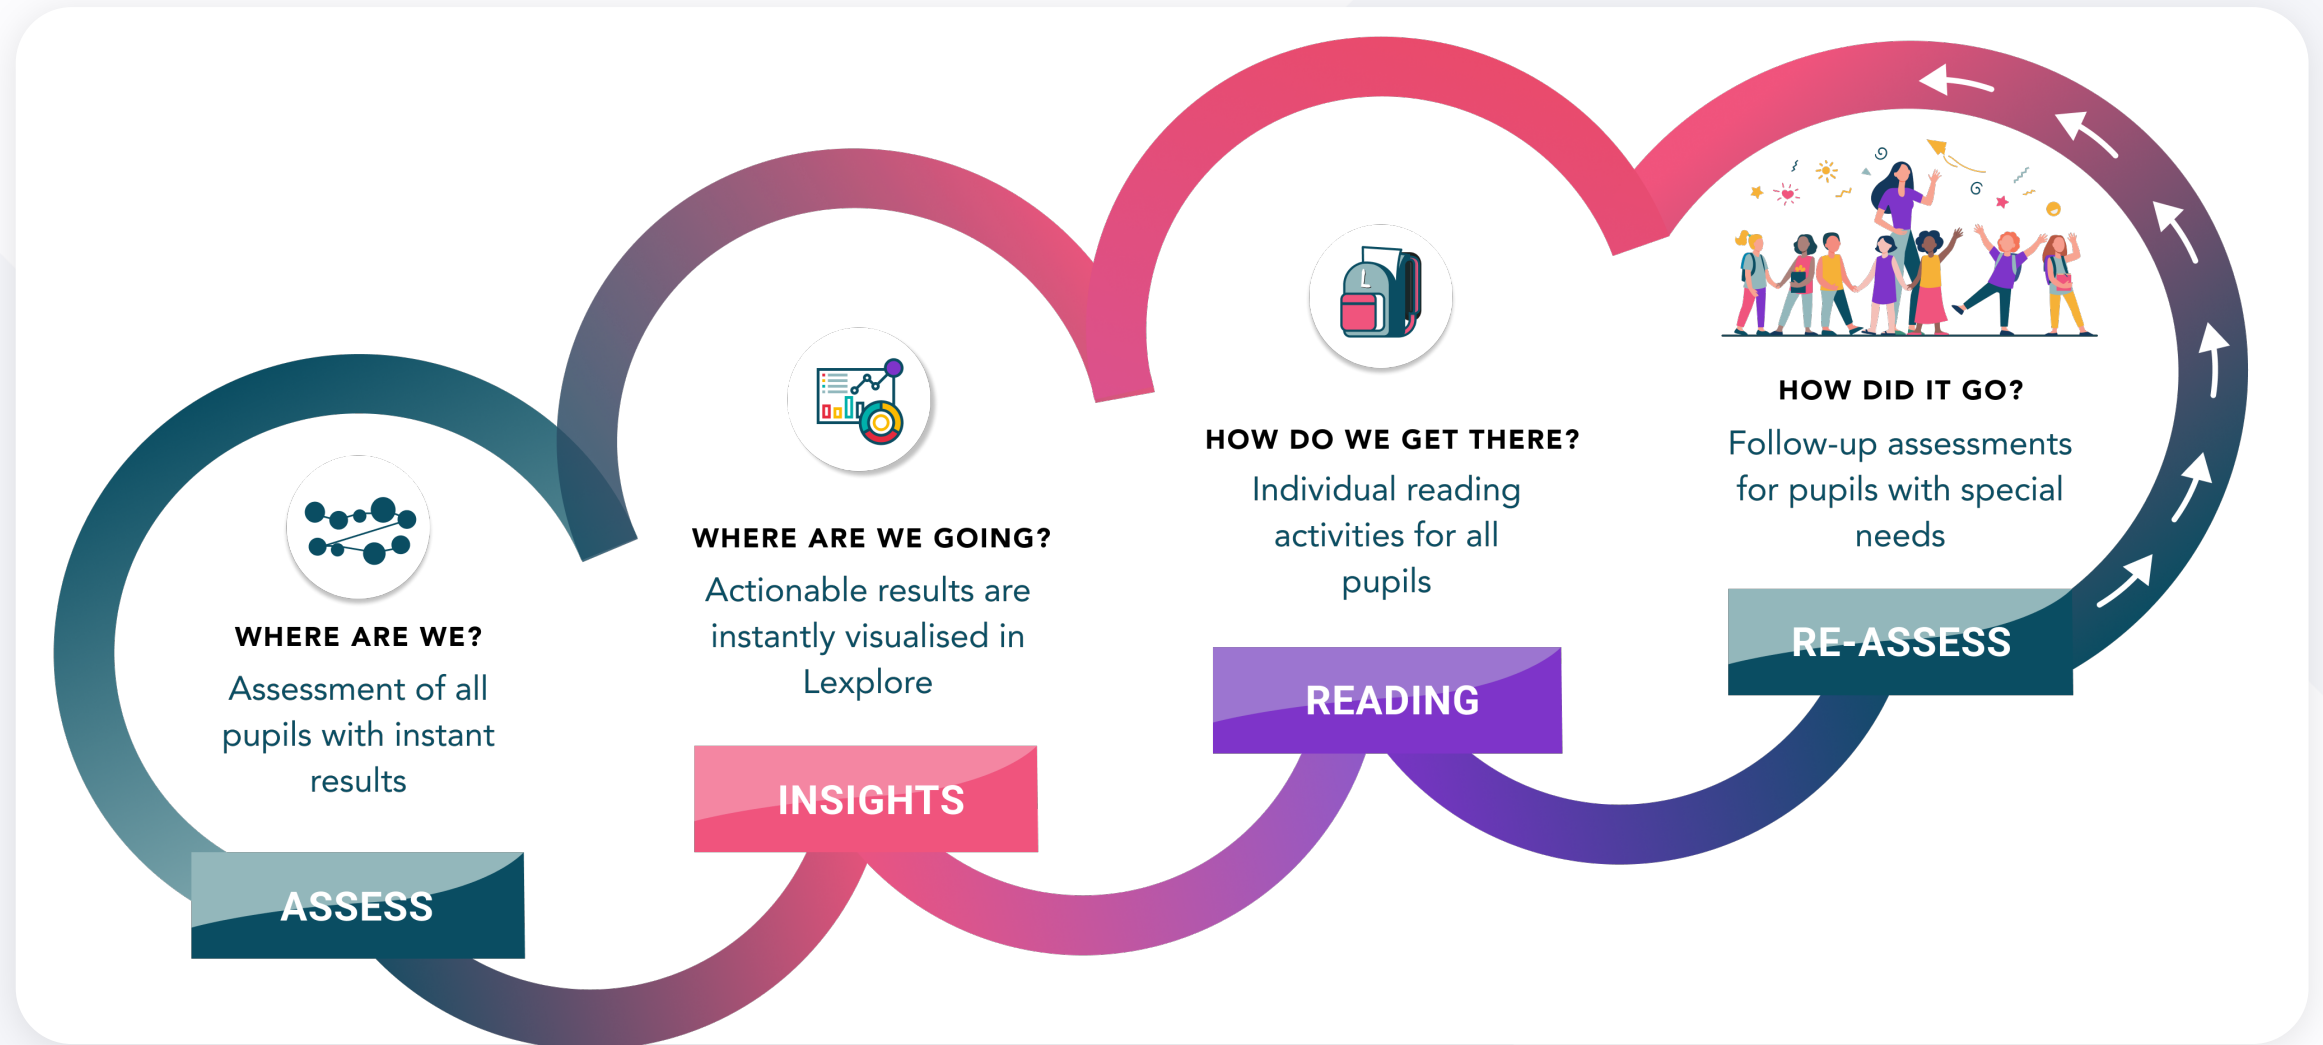 WHERE ARE WE?
Assessment of all
pupils with instant
results
ASSESS
WHERE ARE WE GOING?
Actionable results are
instantly visualised in
Lexplore
INSIGHTS
L
HOW DO WE GET THERE?
Individual reading
activities for all
pupils
READING
HOW DID IT GO?
Follow-up assessments
for pupils with special
needs
RE-ASSESS